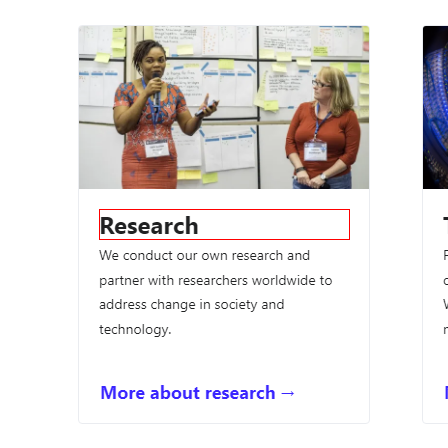 Research
We conduct our own research and
partner with researchers worldwide to
address change in society and
technology.
More about research →